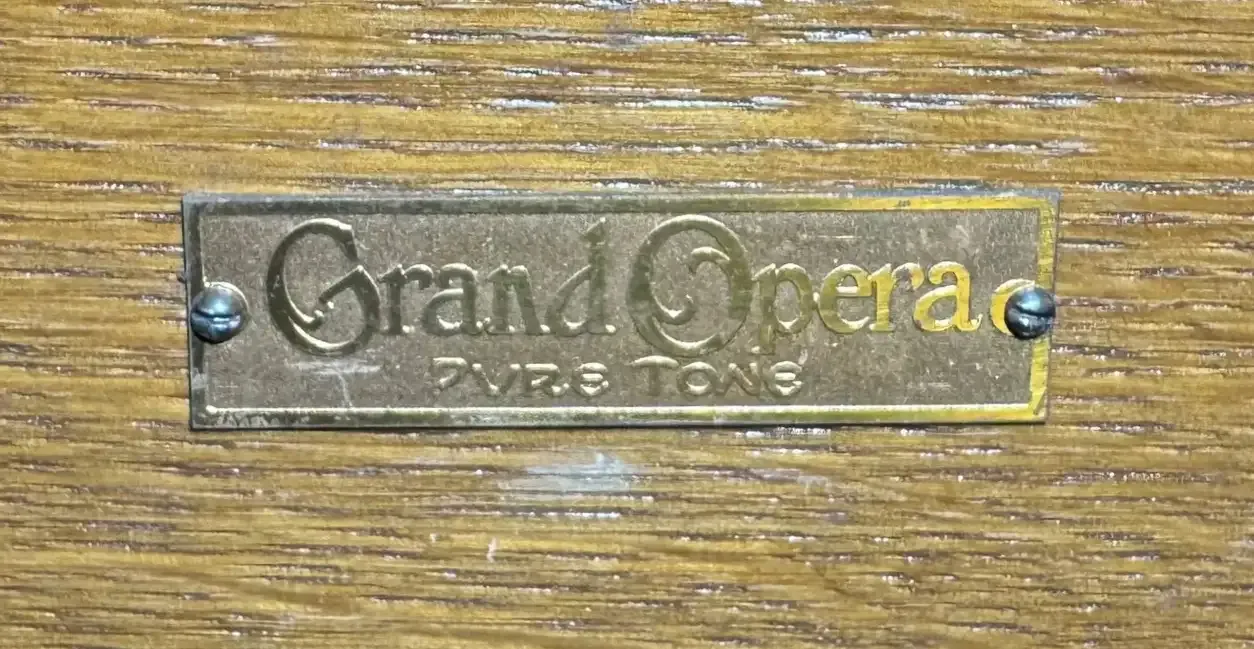 Grand Opera
PURE TONE